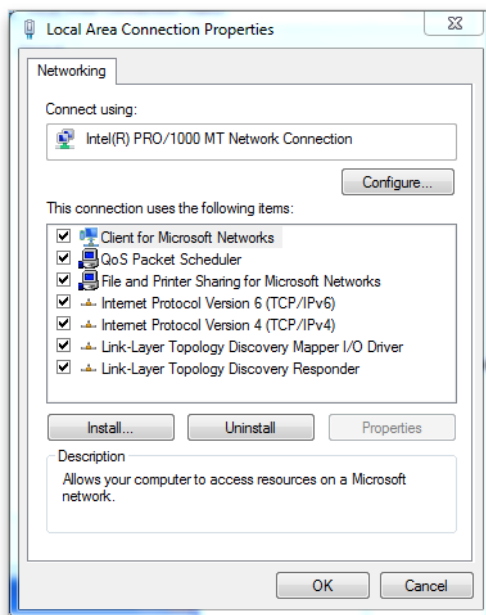 Local Area Connection Properties
Networking
Connect using:
Intel(R) PRO/1000 MT Network Connection
Configure...
This connection uses the following items:
Client for Microsoft Networks
QoS Packet Scheduler
File and Printer Sharing for Microsoft Networks
Internet Protocol Version 6 (TCP/IPv6)
Internet Protocol Version 4 (TCP/IPv4)
Link-Layer Topology Discovery Mapper I/O Driver
Link-Layer Topology Discovery Responder
Install... Uninstall Properties
Description
Allows your computer to access resources on a Microsoft
network.
OK Cancel